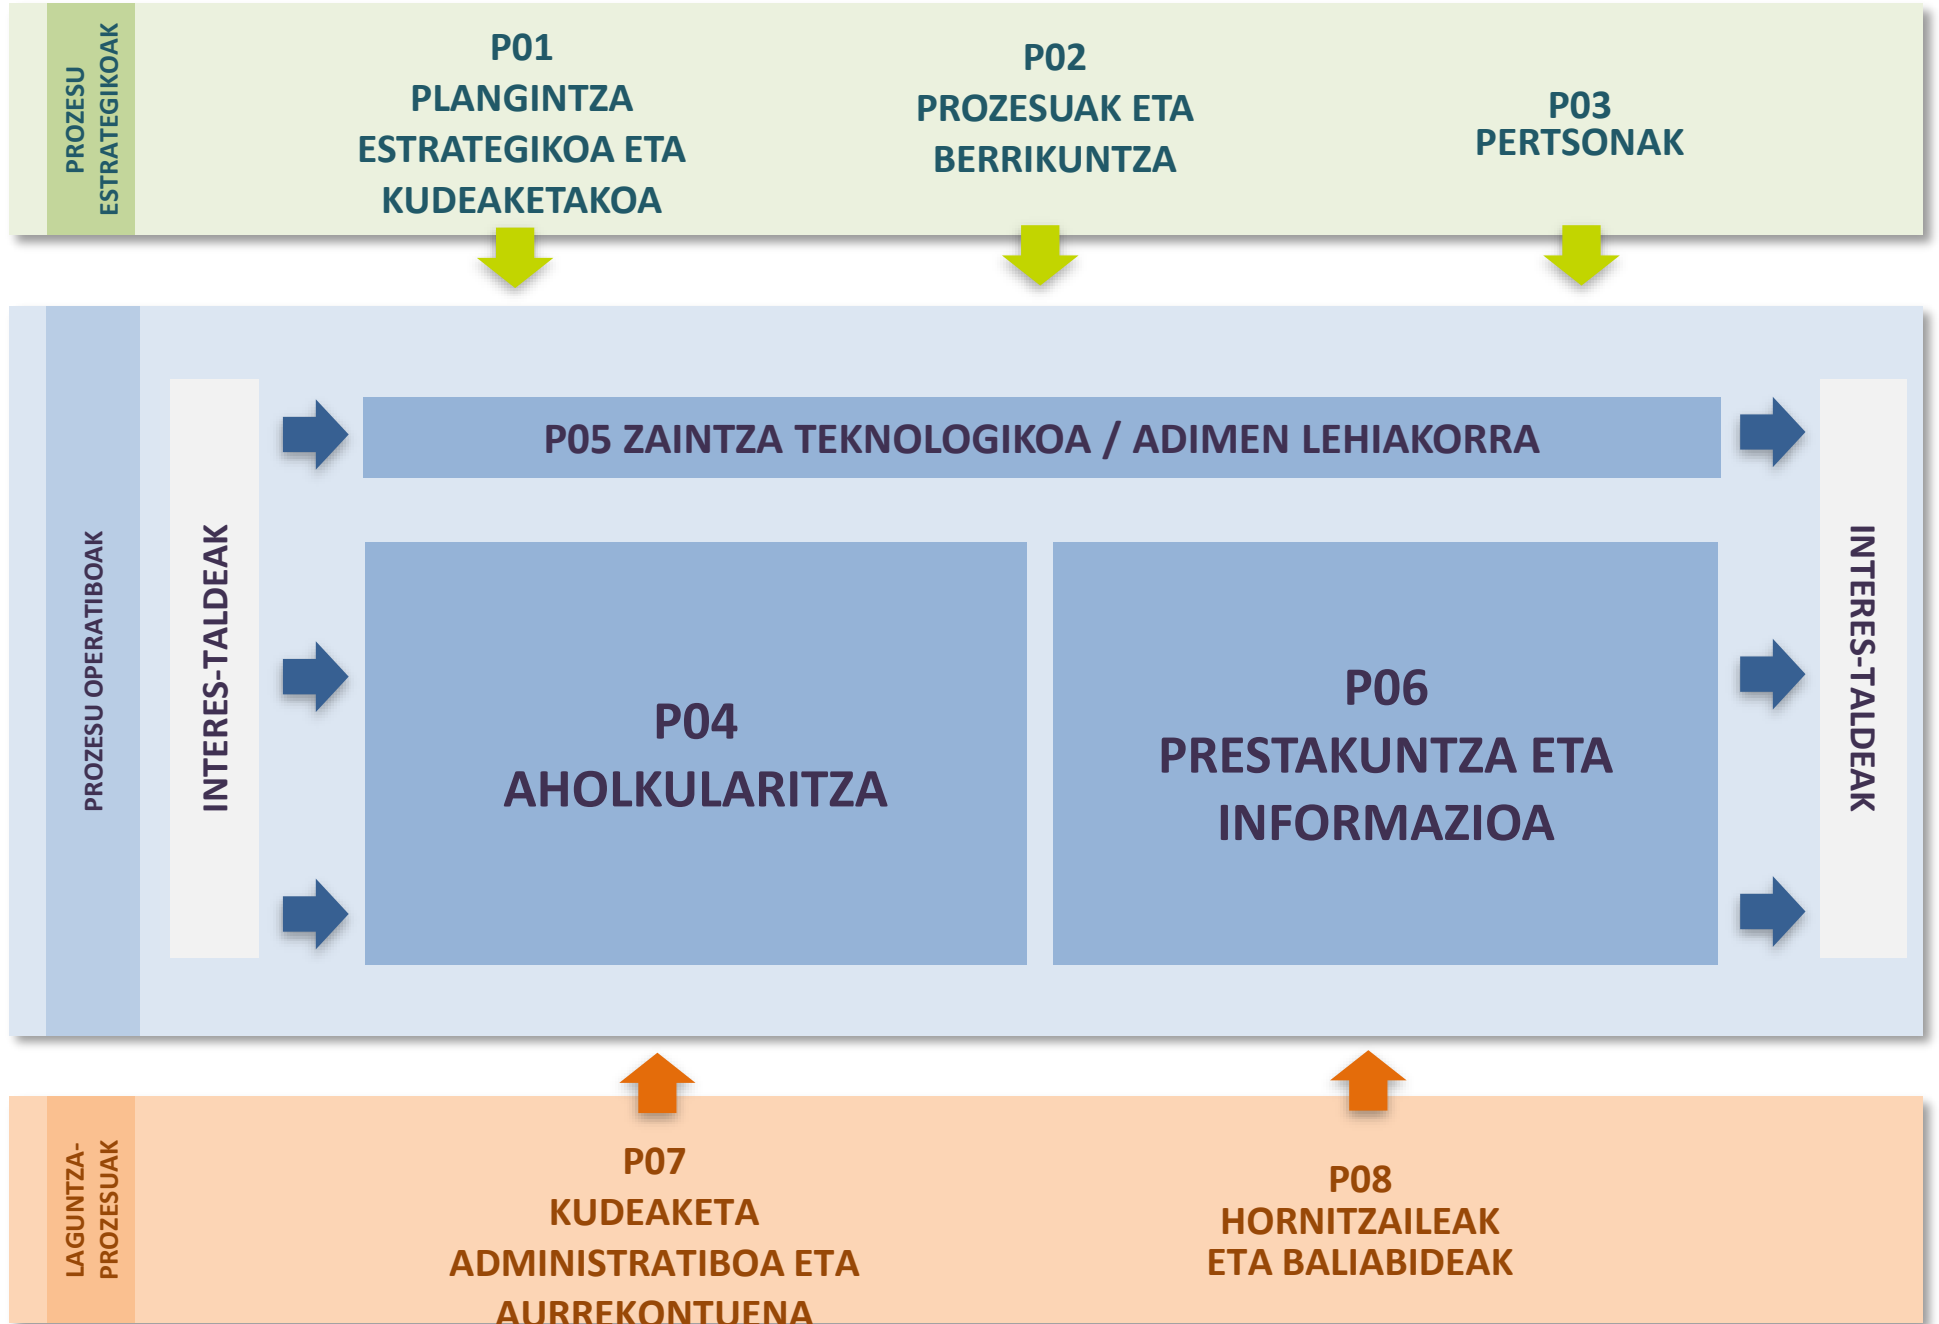 PROZESU
ESTRATEGIKOAK
P01
PLANGINTZA
ESTRATEGIKOA ETA
KUDEAKETAKOA
P02
PROZESUAK ETA
BERRIKUNTZA
P03
PERTSONAK
PROZESU OPERATIBOAK
INTERES-TALDEAK
P05 ZAINTZA TEKNOLOGIKOA / ADIMEN LEHIAKORRA
P04
AHOLKULARITZA
P06
PRESTAKUNTZA ETA
INFORMAZIOA
INTERES-TALDEAK
LAGUNTZA-
PROZESUAK
P07
KUDEAKETA
ADMINISTRATIBOA ETA
AURREKONTUENA
P08
HORNITZAILEAK
ETA BALIABIDEAK